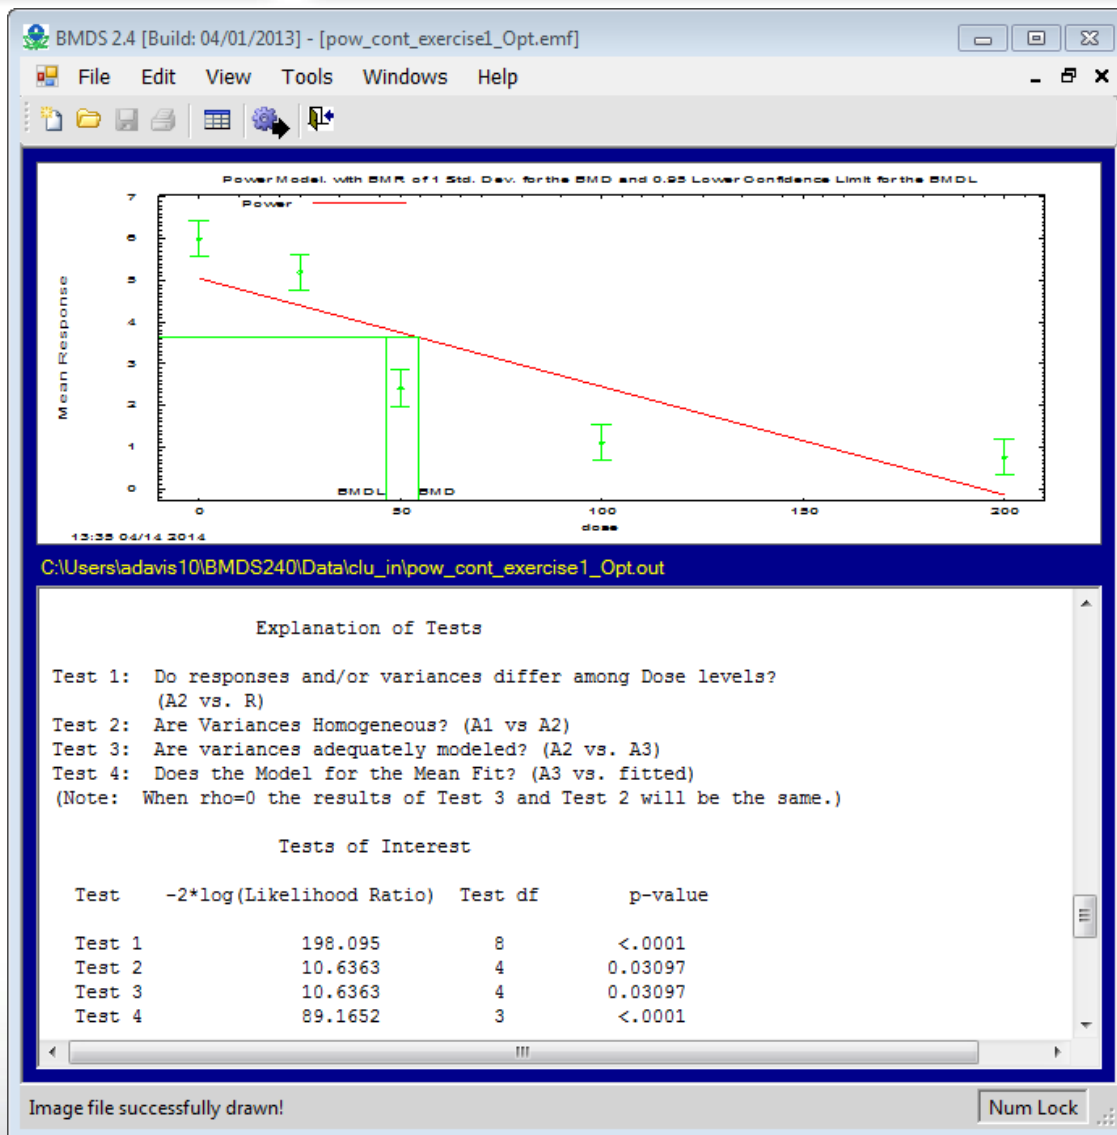 BMDS 2.4 [Build: 04/01/2013] - [pow_cont_exercise1_Opt.emf]
File Edit View Tools Windows Help
Power Model, with BMR of 1 Std. Dev. for the BMD and 0.95 Lower Confidence Limit for the BMDL
Power
7
6
5
4
3
2
1
0
Mean Response
BMDL BMD
0 50 100 150 200
dose
13:35 04/14 2014
C:\Users\adavis10\BMDS240\Data\clu_in\pow_cont_exercise1_Opt.out
Explanation of Tests
Test 1: Do responses and/or variances differ among Dose levels?
(A2 vs. R)
Test 2: Are Variances Homogeneous? (A1 vs A2)
Test 3: Are variances adequately modeled? (A2 vs. A3)
Test 4: Does the Model for the Mean Fit? (A3 vs. fitted)
(Note: When rho=0 the results of Test 3 and Test 2 will be the same.)
Tests of Interest
Test -2*log(Likelihood Ratio) Test df p-value
Test 1 198.095 8 <.0001
Test 2 10.6363 4 0.03097
Test 3 10.6363 4 0.03097
Test 4 89.1652 3 <.0001
Image file successfully drawn! Num Lock